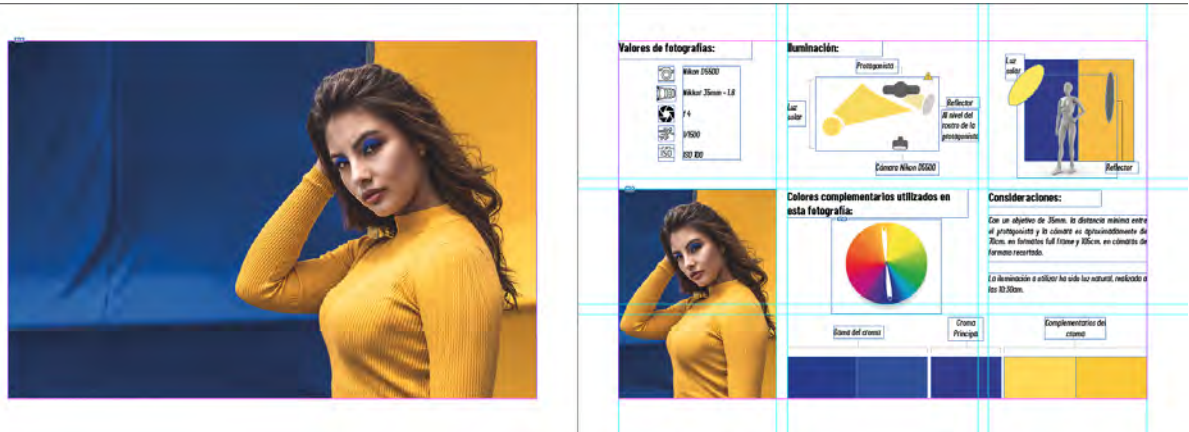 Valores de fotografías:
Nikon D5500
Nikkor 35mm - 1.8
f 4
1/1500
ISO
ISO 100
Iluminación:
Protagonista
Luz
solar
Reflector
Al nivel del
rostro de la
protagonista
Cámara Nikon D5500
Luz
solar
Reflector
Colores complementarios utilizados en
esta fotografía:
Consideraciones:
Con un objetivo de 35mm. la distancia mínima entre
el protagonista y la cámara es aproximadamente de
70cm. en formatos full frame y 105cm. en cámaras de
formato recortado.
La iluminación a utilizar ha sido luz natural, realizada a
las 10:30am.
Gama del croma
Croma
Principal
Complementarios del
croma